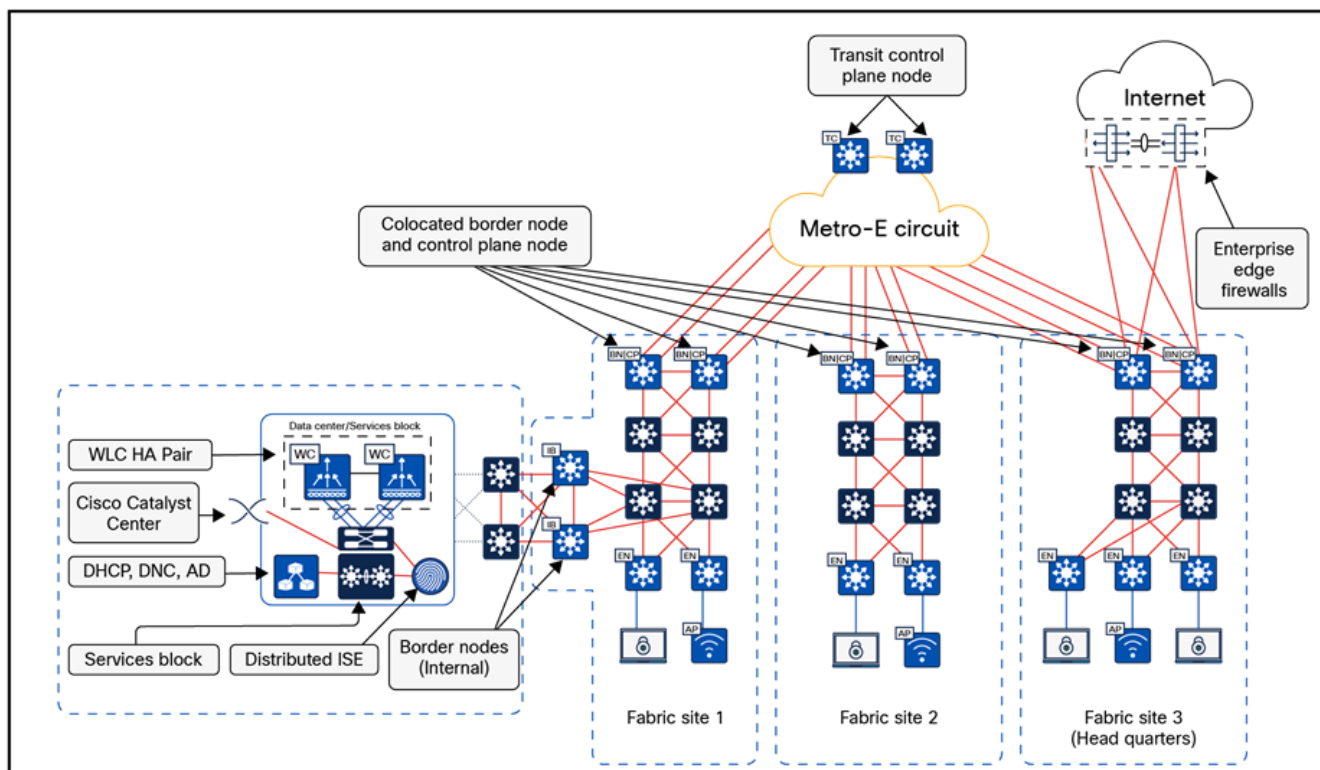 Transit control
plane node
Internet
TC
TC
Metro-E circuit
Colocated border node
and control plane node
Enterprise
edge
firewalls
BN|CP
BN|CP
BN|CP
BN|CP
BN|CP
BN|CP
Data center/Services block
WLC HA Pair
WC
WC
IB
Cisco Catalyst
Center
IB
DHCP, DNC, AD
EN
EN
EN
EN
EN
EN
EN
AP
AP
AP
Services block
Distributed ISE
Border nodes
(Internal)
Fabric site 1
Fabric site 2
Fabric site 3
(Head quarters)